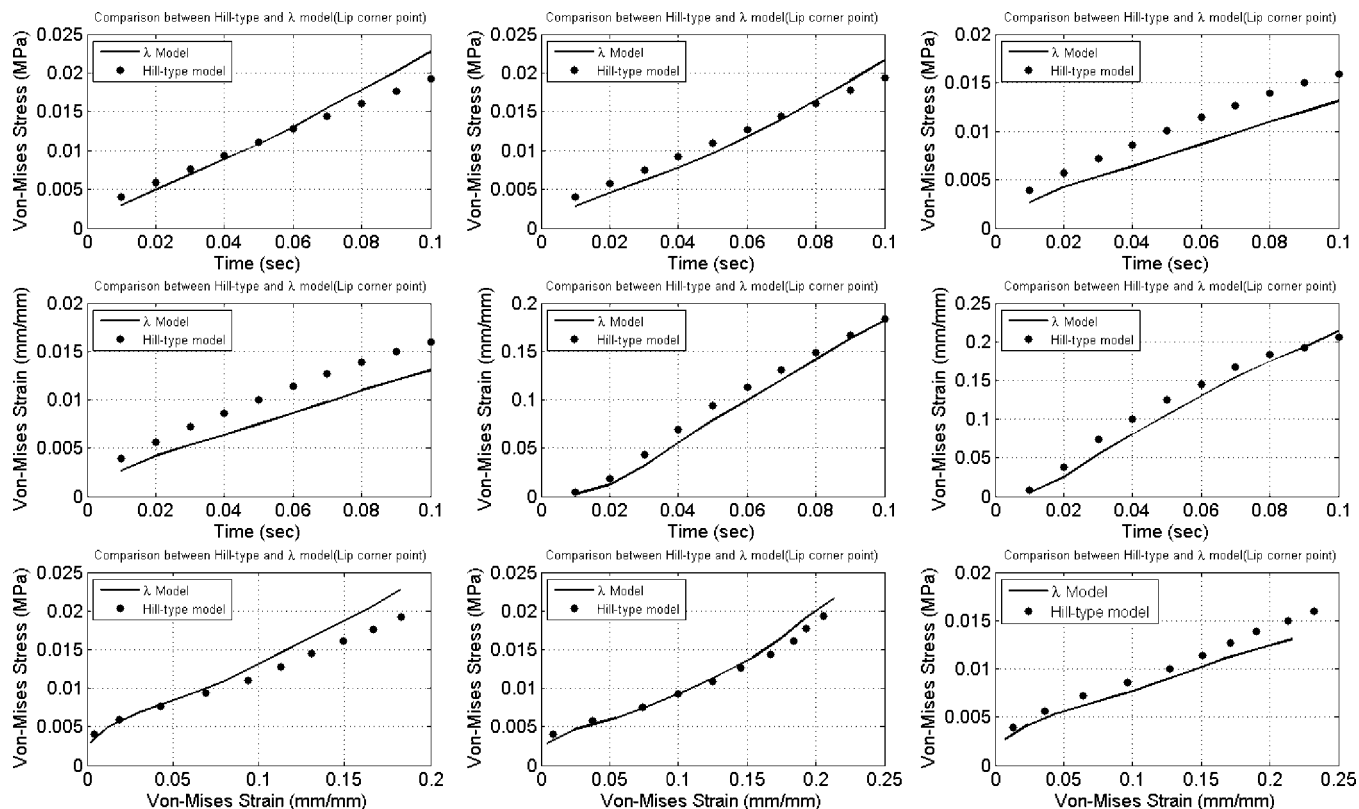 Comparison between Hill-type and λ model(Lip corner point)
Von-Mises Stress (MPa)
0.025
0.02
0.015
0.01
0.005
0
λ Model
Hill-type model
0 0.02 0.04 0.06 0.08 0.1
Time (sec)
Comparison between Hill-type and λ model(Lip corner point)
Von-Mises Stress (MPa)
0.025
0.02
0.015
0.01
0.005
0
λ Model
Hill-type model
0 0.02 0.04 0.06 0.08 0.1
Time (sec)
Comparison between Hill-type and λ model(Lip corner point)
Von-Mises Stress (MPa)
0.02
0.015
0.01
0.005
0
λ Model
Hill-type model
0 0.02 0.04 0.06 0.08 0.1
Time (sec)
Comparison between Hill-type and λ model(Lip corner point)
Von-Mises Strain (mm/mm)
0.02
0.015
0.01
0.005
0
λ Model
Hill-type model
0 0.02 0.04 0.06 0.08 0.1
Time (sec)
Comparison between Hill-type and λ model(Lip corner point)
Von-Mises Strain (mm/mm)
0.2
0.15
0.1
0.05
0
λ Model
Hill-type model
0 0.02 0.04 0.06 0.08 0.1
Time (sec)
Comparison between Hill-type and λ model(Lip corner point)
Von-Mises Strain (mm/mm)
0.25
0.2
0.15
0.1
0.05
0
λ Model
Hill-type model
0 0.02 0.04 0.06 0.08 0.1
Time (sec)
Comparison between Hill-type and λ model(Lip corner point)
Von-Mises Stress (MPa)
0.025
0.02
0.015
0.01
0.005
0
λ Model
Hill-type model
0 0.05 0.1 0.15 0.2
Von-Mises Strain (mm/mm)
Comparison between Hill-type and λ model(Lip corner point)
Von-Mises Stress (MPa)
0.025
0.02
0.015
0.01
0.005
0
λ Model
Hill-type model
0 0.05 0.1 0.15 0.2 0.25
Von-Mises Strain (mm/mm)
Comparison between Hill-type and λ model(Lip corner point)
Von-Mises Stress (MPa)
0.02
0.015
0.01
0.005
0
λ Model
Hill-type model
0 0.05 0.1 0.15 0.2 0.25
Von-Mises Strain (mm/mm)